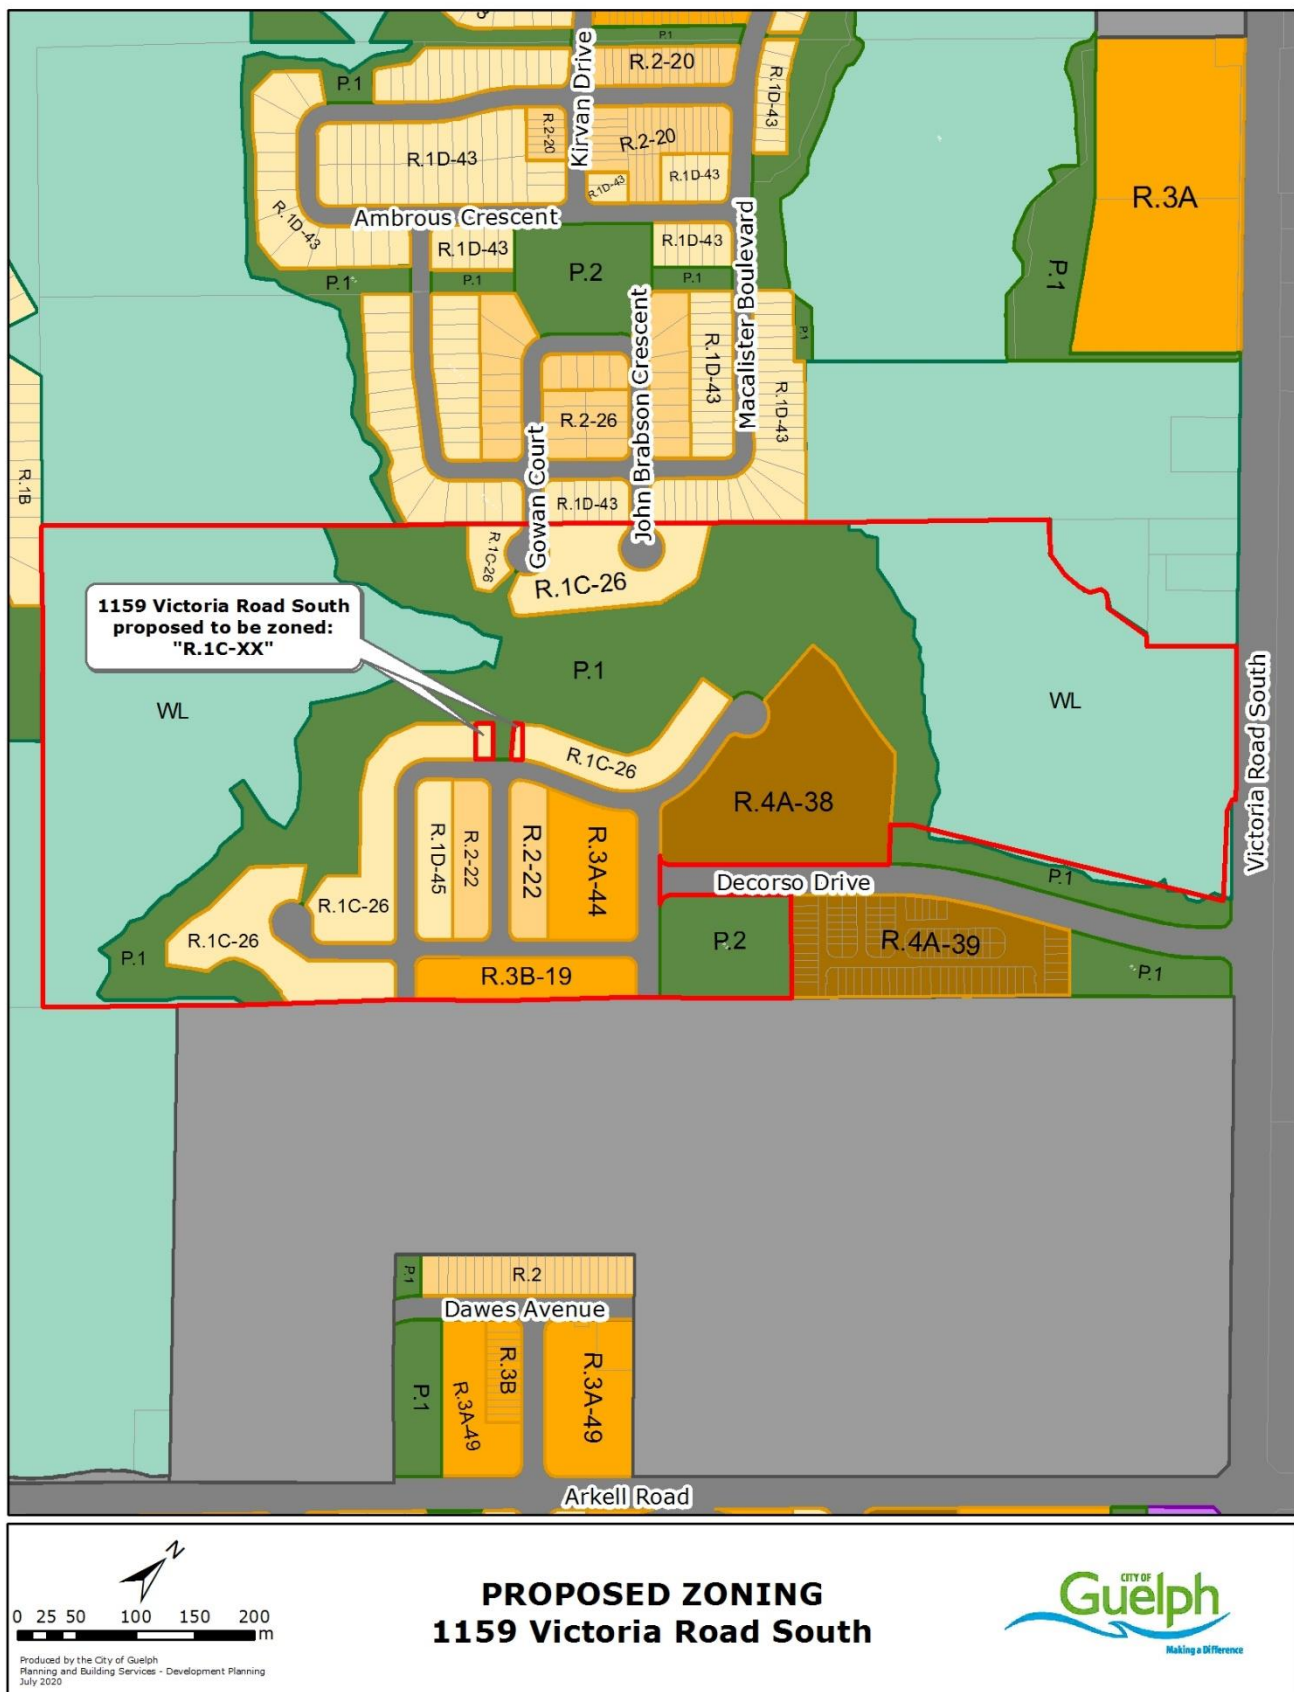 P.1
R.2-20
R.1D-43
P.1
Kirvan Drive
R.2-20
R.2-20
R.1D-43
R.1D-43
R.1D-43
R.3A
R.1D-43
Ambrous Crescent
R.1D-43
R.1D-43
Macalister Boulevard
P.1
P.1
P.2
P.1
P.1
P.1
John Brabson Crescent
R.1D-43
R.1D-43
R.2-26
Gowan Court
R.1B
R.1D-43
R.1C-26
R.1C-26
1159 Victoria Road South
proposed to be zoned:
"R.1C-XX"
P.1
WL
WL
Victoria Road South
R.1C-26
R.4A-38
R.1D-45
R.2-22
R.2-22
R.3A-44
Decorso Drive
P.1
R.1C-26
R.1C-26
P.1
P.2
R.4A-39
P.1
R.3B-19
P.1
R.2
Dawes Avenue
P.1
R.3A-49
R.3B
R.3A-49
Arkell Road
N
0 25 50 100 150 200
m
Produced by the City of Guelph
Planning and Building Services - Development Planning
July 2020
PROPOSED ZONING
1159 Victoria Road South
CITY OF
Guelph
Making a Difference